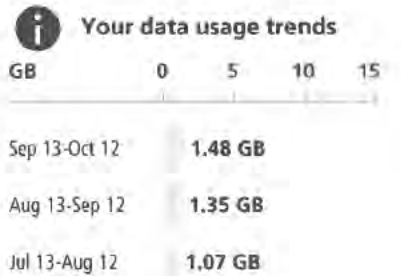 Your data usage trends
GB 0 5 10 15
Sep 13-Oct 12 1.48 GB
Aug 13-Sep 12 1.35 GB
Jul 13-Aug 12 1.07 GB